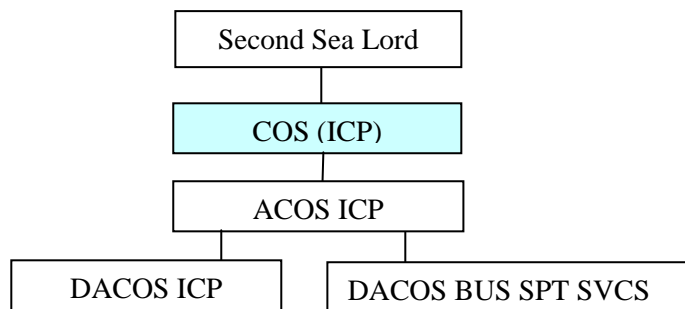 Second Sea Lord
COS (ICP)
ACOS ICP
DACOS ICP
DACOS BUS SPT SVCS